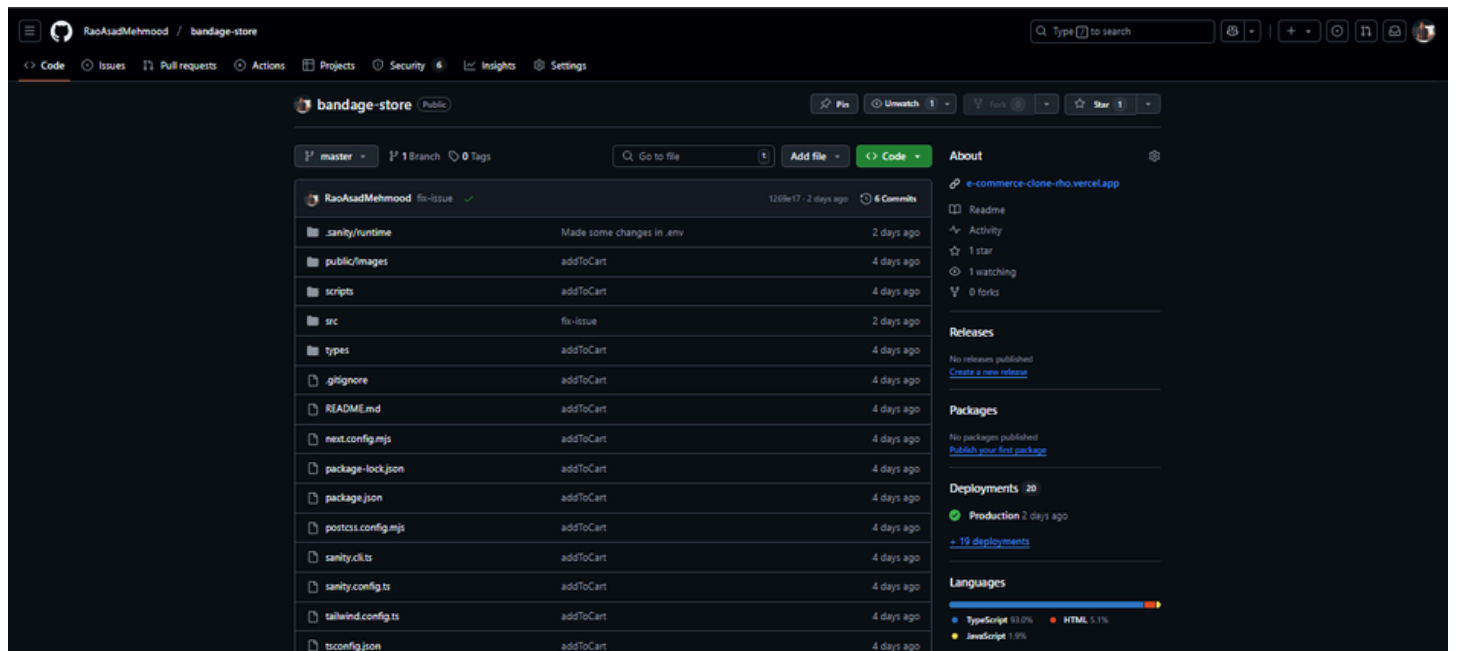 RaoAsadMehmood / bandage-store
Type / to search
Code Issues Pull requests Actions Projects Security 6 Insights Settings
bandage-store Public
Pin Unwatch 1 Fork 0 Star 1
master 1 Branch 0 Tags Go to file t Add file Code
RaoAsadMehmood fix-issue 1269e17 · 2 days ago 6 Commits
.sanity/runtime Made some changes in .env 2 days ago
public/images addToCart 4 days ago
scripts addToCart 4 days ago
src fix-issue 2 days ago
types addToCart 4 days ago
.gitignore addToCart 4 days ago
README.md addToCart 4 days ago
next.config.mjs addToCart 4 days ago
package-lock.json addToCart 4 days ago
package.json addToCart 4 days ago
postcss.config.mjs addToCart 4 days ago
sanity.cli.ts addToCart 4 days ago
sanity.config.ts addToCart 4 days ago
tailwind.config.ts addToCart 4 days ago
tsconfig.json addToCart 4 days ago
About
e-commerce-clone-rho.vercel.app
Readme
Activity
1 star
1 watching
0 forks
Releases
No releases published
Create a new release
Packages
No packages published
Publish your first package
Deployments 20
Production 2 days ago
+ 19 deployments
Languages
TypeScript 93.0% HTML 5.1%
JavaScript 1.9%